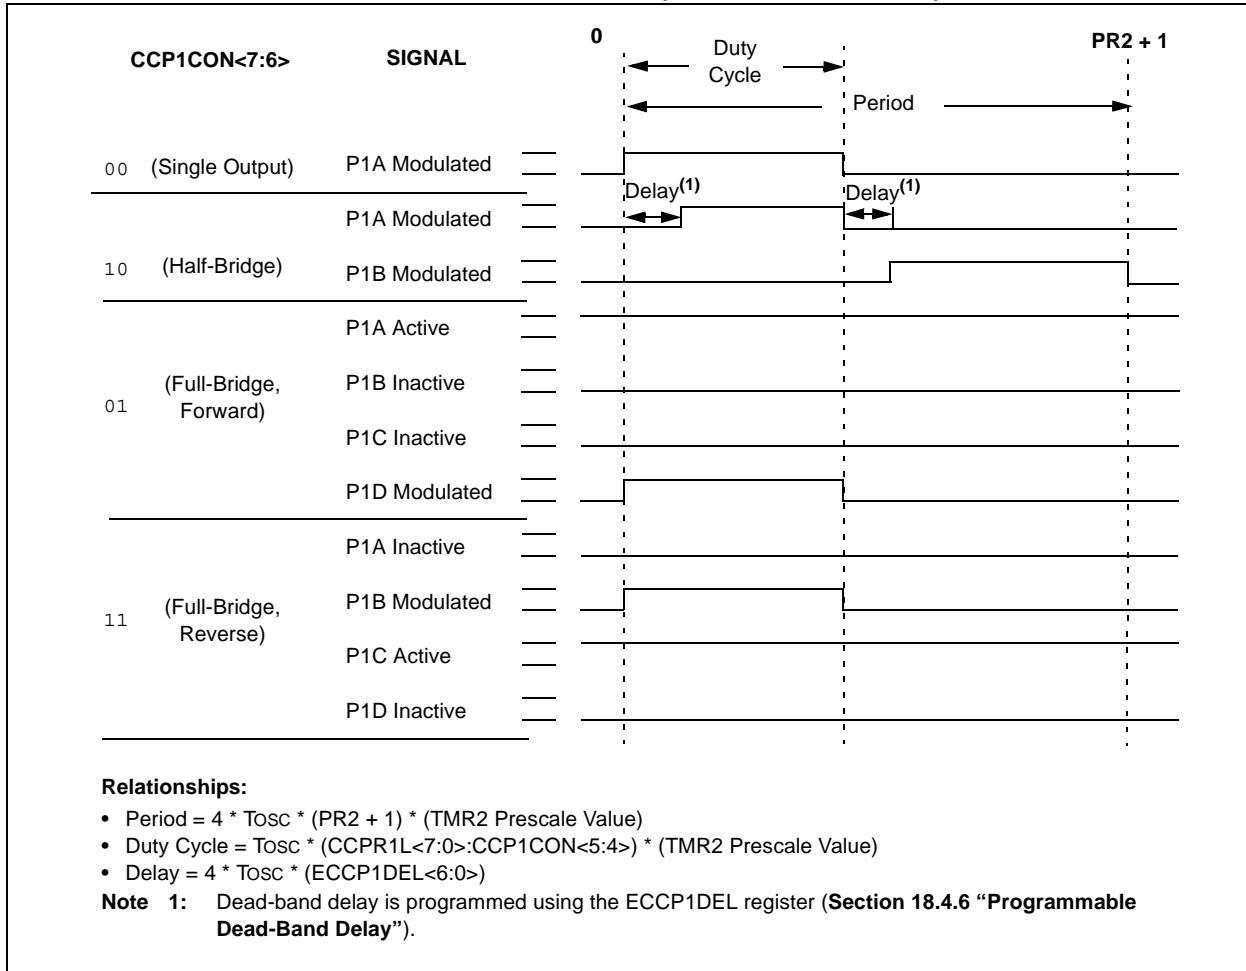 CCP1CON<7:6> SIGNAL 0 Duty Cycle PR2 + 1
Period
00 (Single Output) P1A Modulated
Delay(1) Delay(1)
P1A Modulated
10 (Half-Bridge) P1B Modulated
P1A Active
01 (Full-Bridge, Forward) P1B Inactive
P1C Inactive
P1D Modulated
P1A Inactive
11 (Full-Bridge, Reverse) P1B Modulated
P1C Active
P1D Inactive
Relationships:
• Period = 4 * TOSC * (PR2 + 1) * (TMR2 Prescale Value)
• Duty Cycle = TOSC * (CCPR1L<7:0>:CCP1CON<5:4>) * (TMR2 Prescale Value)
• Delay = 4 * TOSC * (ECCP1DEL<6:0>)
Note 1: Dead-band delay is programmed using the ECCP1DEL register (Section 18.4.6 “Programmable
Dead-Band Delay”).